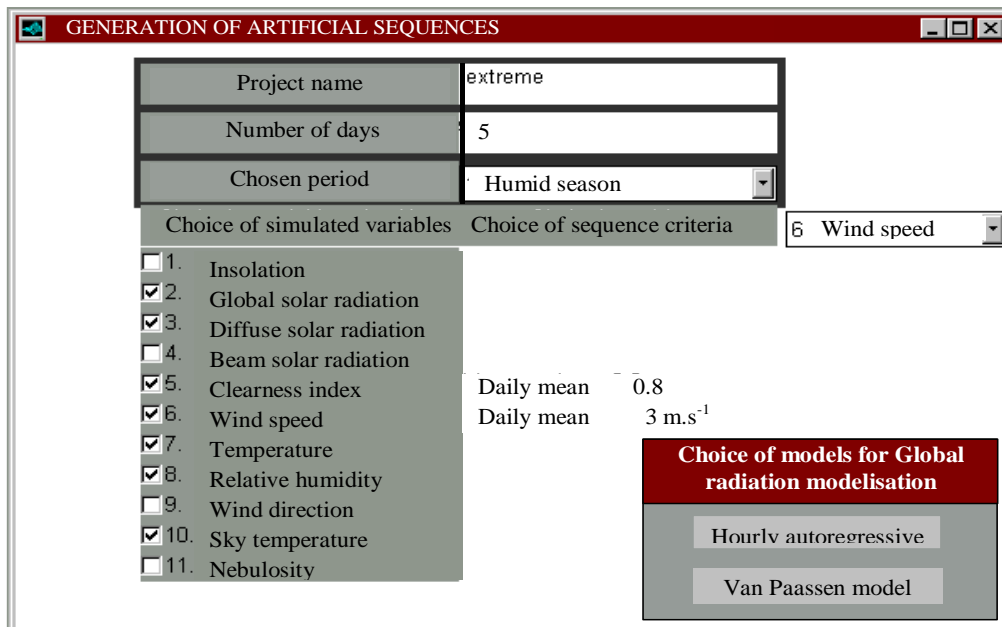 GENERATION OF ARTIFICIAL SEQUENCES
Project name extreme
Number of days 5
Chosen period Humid season
Choice of simulated variables Choice of sequence criteria 6 Wind speed
1. Insolation
2. Global solar radiation
3. Diffuse solar radiation
4. Beam solar radiation
5. Clearness index Daily mean 0.8
6. Wind speed Daily mean 3 m.s⁻¹
7. Temperature
8. Relative humidity
9. Wind direction
10. Sky temperature
11. Nebulosity
Choice of models for Global
radiation modelisation
Hourly autoregressive
Van Paassen model